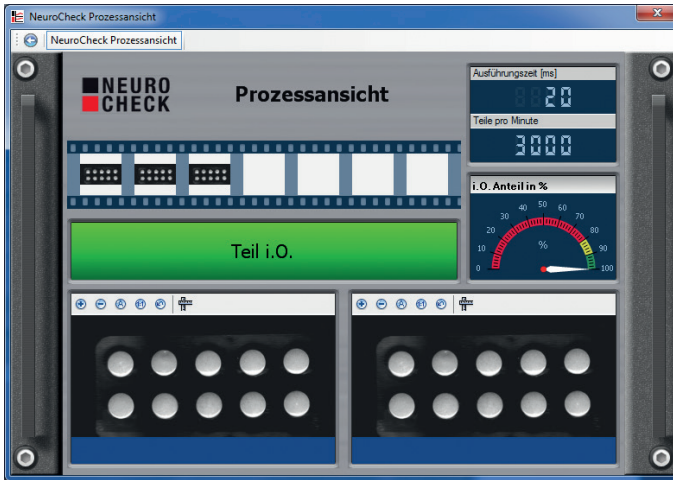 NeuroCheck Prozessansicht
NeuroCheck Prozessansicht
NEURO
CHECK
Prozessansicht
Ausführungszeit [ms]
20
Teile pro Minute
3000
i.O. Anteil in %
0
10
20
30
40
50
60
70
80
90
100
%
Teil i.O.